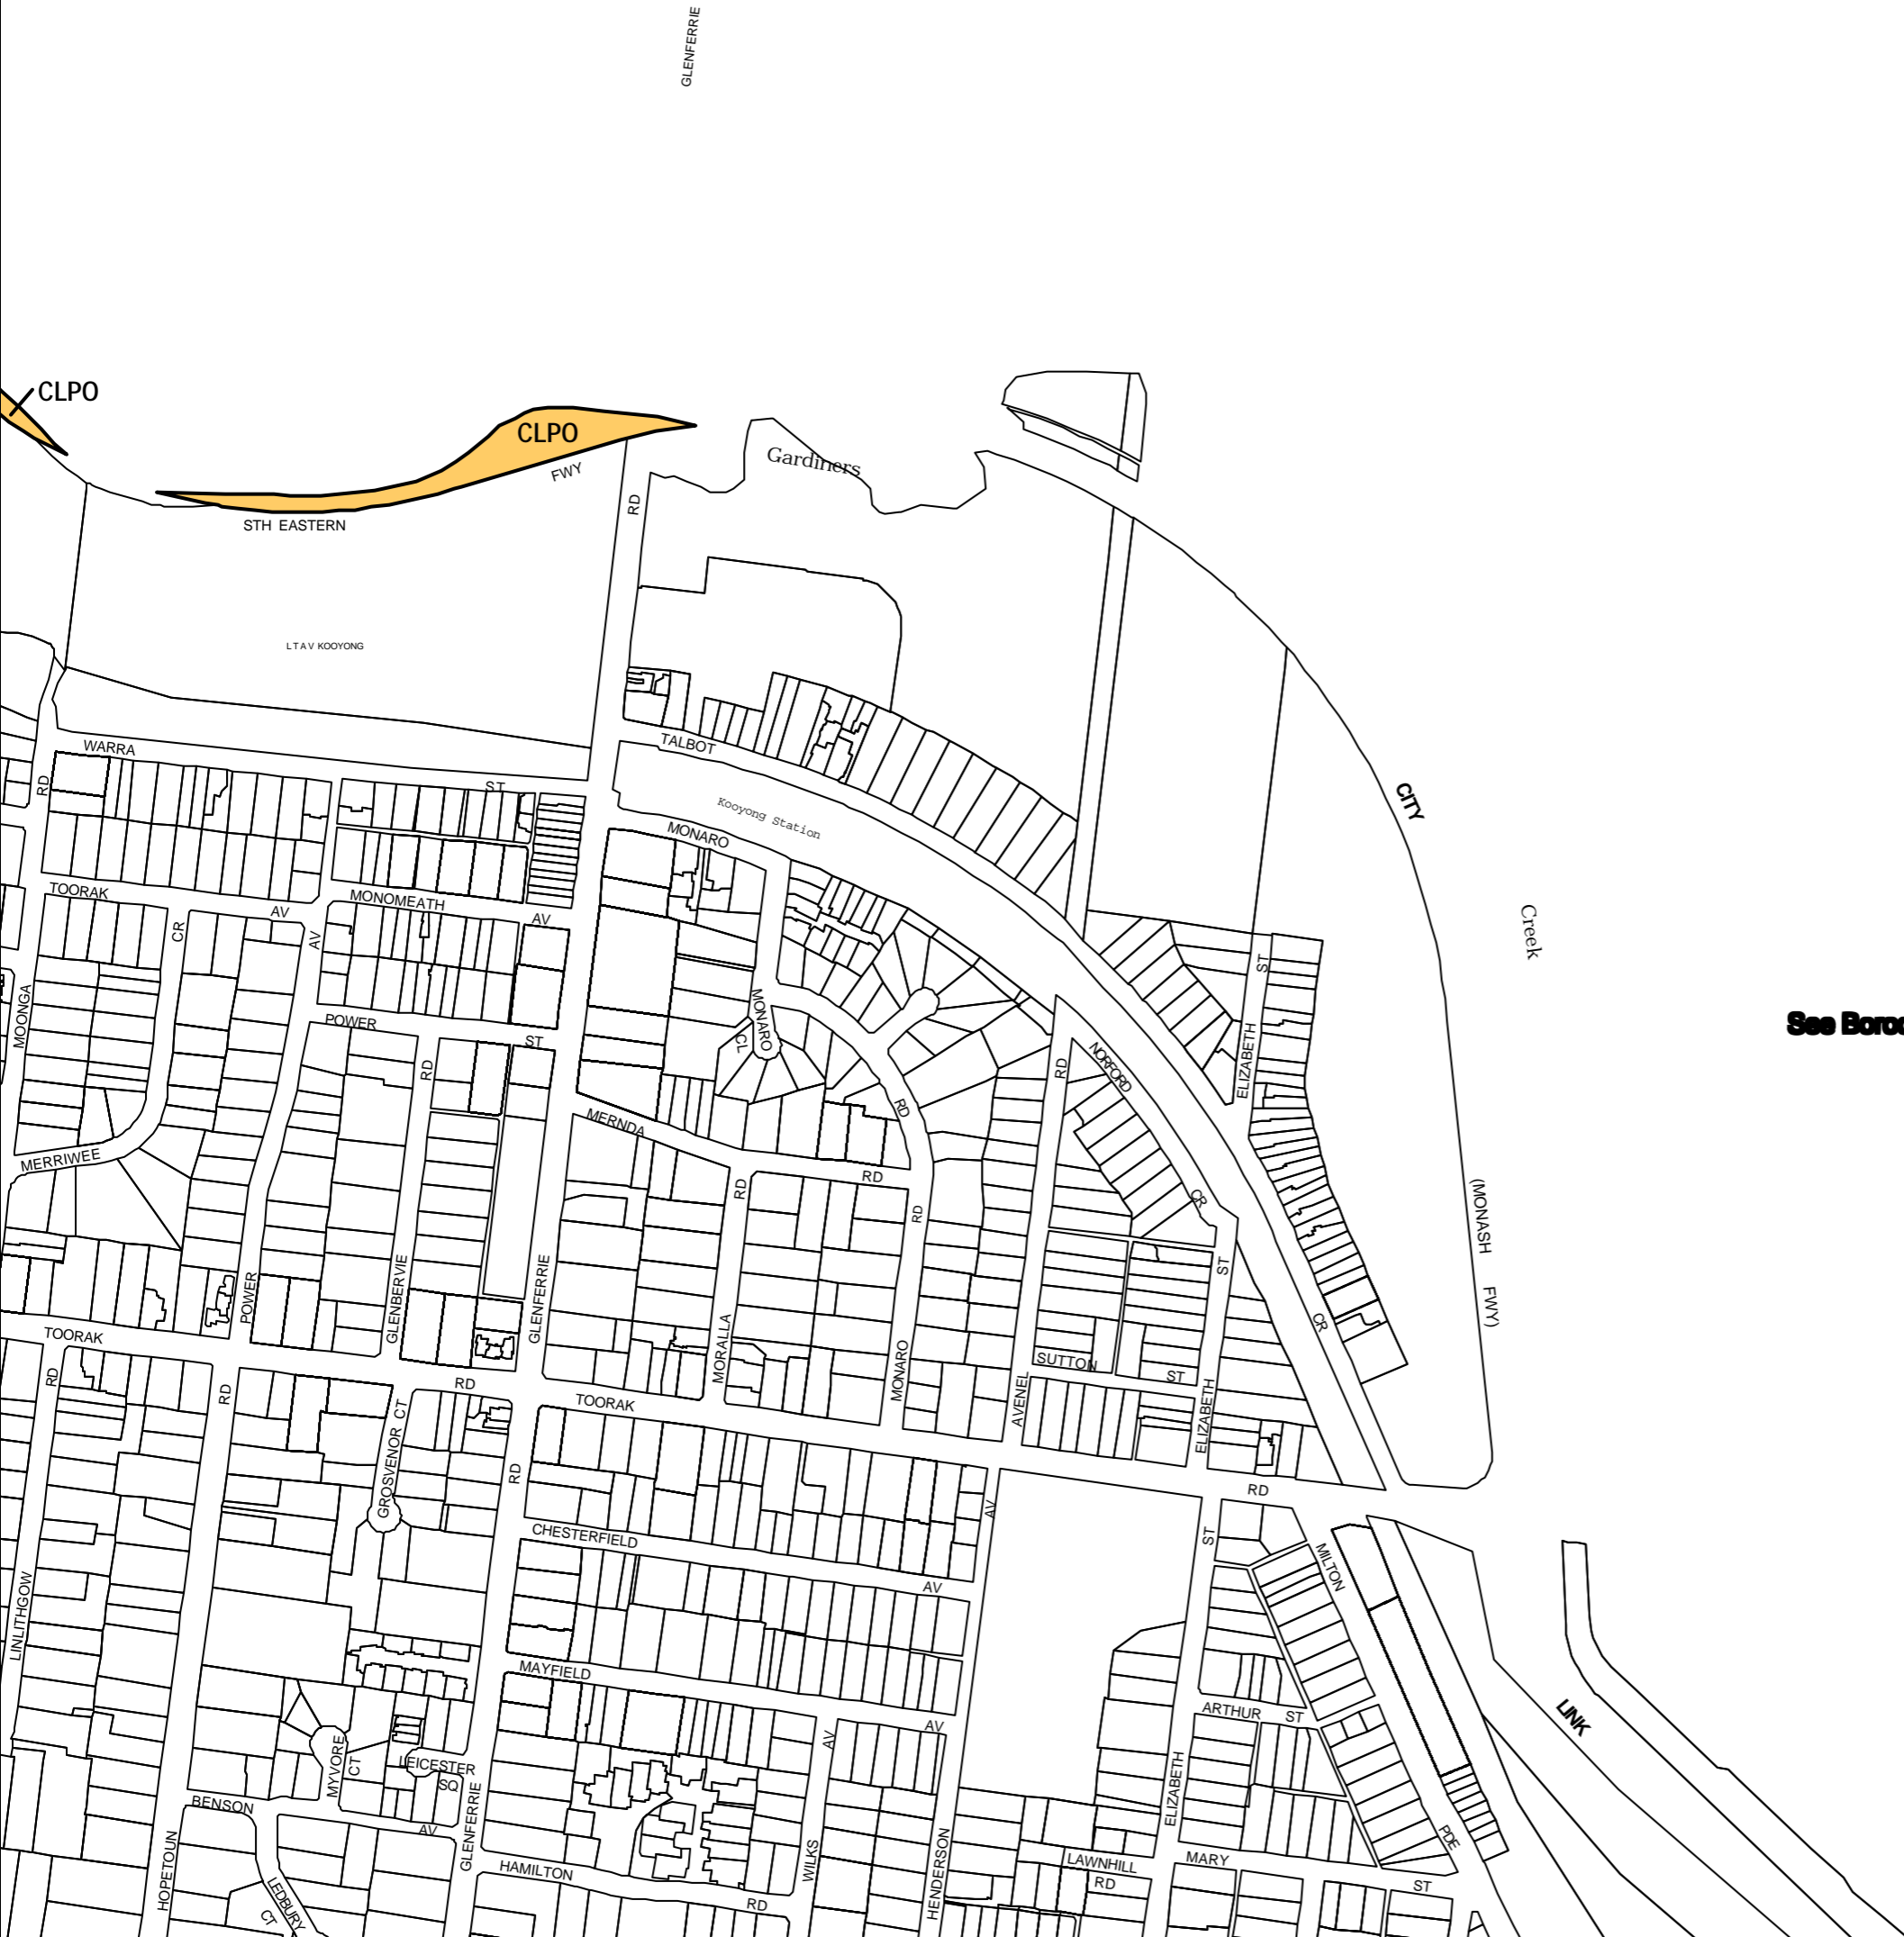 GLENFERRIE
CLPO
CLPO
FWY
Gardiners
STH EASTERN
RD
LTAV KOOYONG
WARRA
TALBOT
RD
ST
Kooyong Station
MONARO
CITY
TOORAK
AV
MONOMEATH
AV
CR
AV
Creek
ST
MOONGA
POWER
ST
MONARO
CL
See Boroo
RD
RD
NORFORD
ELIZABETH
MERNDA
RD
MERRIWEE
RD
RD
RD
CR
(MONASH
FWY)
ST
POWER
GLENBERVIE
GLENFERRIE
MORALLA
MONARO
CR
TOORAK
SUTTON
ST
RD
RD
RD
TOORAK
AVENEL
ELIZABETH
GROSVENOR CT
RD
RD
AV
ST
CHESTERFIELD
AV
MILTON
LINLITHGOW
MAYFIELD
AV
ARTHUR ST
LINK
AV
MYVORE
CT
LEICESTER
SQ
BENSON
AV
GLENFERRIE
ELIZABETH
PDE
HOPETOUN
HAMILTON
RD
WILKS
HENDERSON
LAWNHILL
RD
MARY
ST
LEDBURY
CT